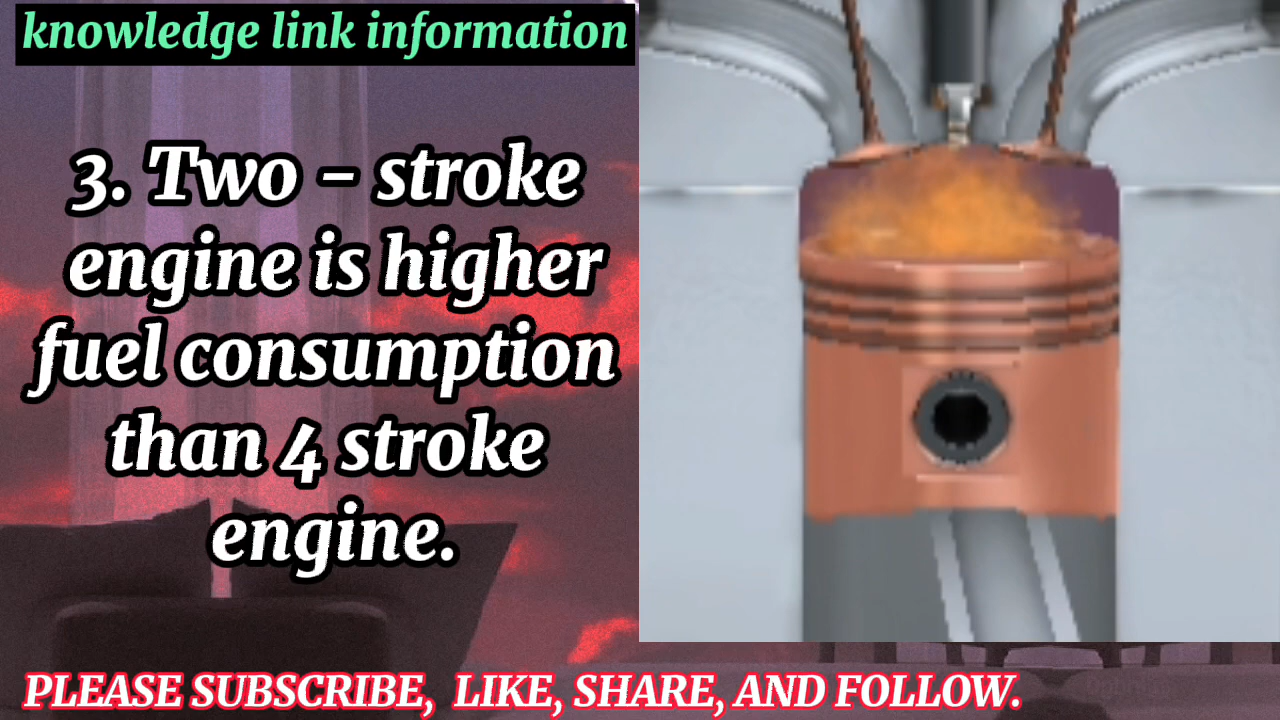 knowledge link information
3. Two - stroke
engine is higher
fuel consumption
than 4 stroke
engine.
PLEASE SUBSCRIBE, LIKE, SHARE, AND FOLLOW.